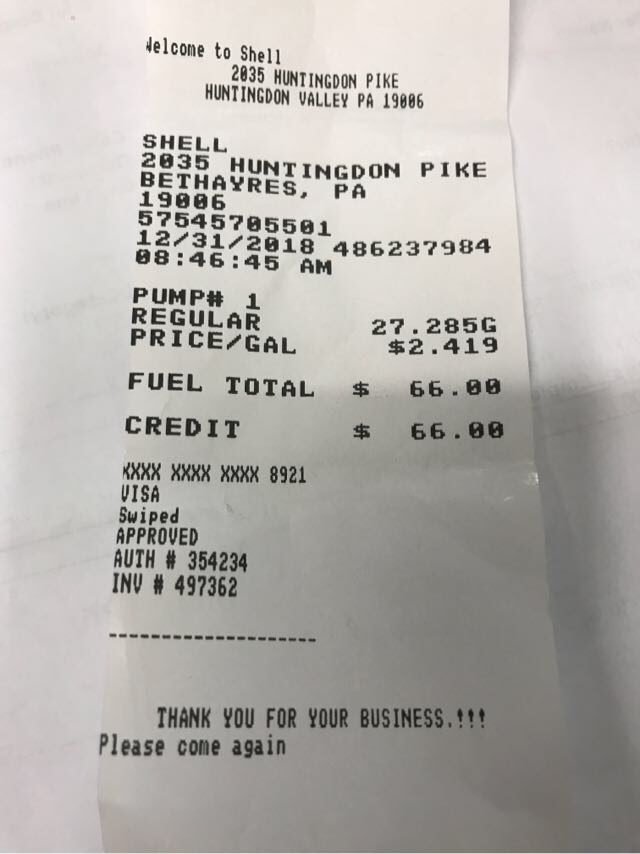 Welcome to Shell
2035 HUNTINGDON PIKE
HUNTINGDON VALLEY PA 19006
SHELL
2035 HUNTINGDON PIKE
BETHAYRES, PA
19006
57545705501
12/31/2018 486237984
08:46:45 AM
PUMP# 1
REGULAR 27.285G
PRICE/GAL $2.419
FUEL TOTAL $ 66.00
CREDIT $ 66.00
XXXX XXXX XXXX 8921
VISA
Swiped
APPROVED
AUTH # 354234
INV # 497362
--------------------
THANK YOU FOR YOUR BUSINESS.!!!
Please come again